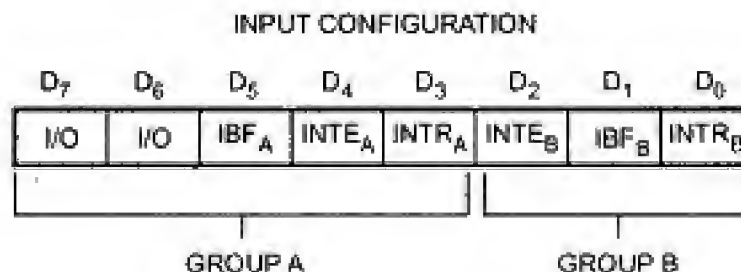 INPUT CONFIGURATION
D7 D6 D5 D4 D3 D2 D1 D0
I/O I/O IBFA INTEA INTRA INTEB IBFB INTRB
GROUP A GROUP B